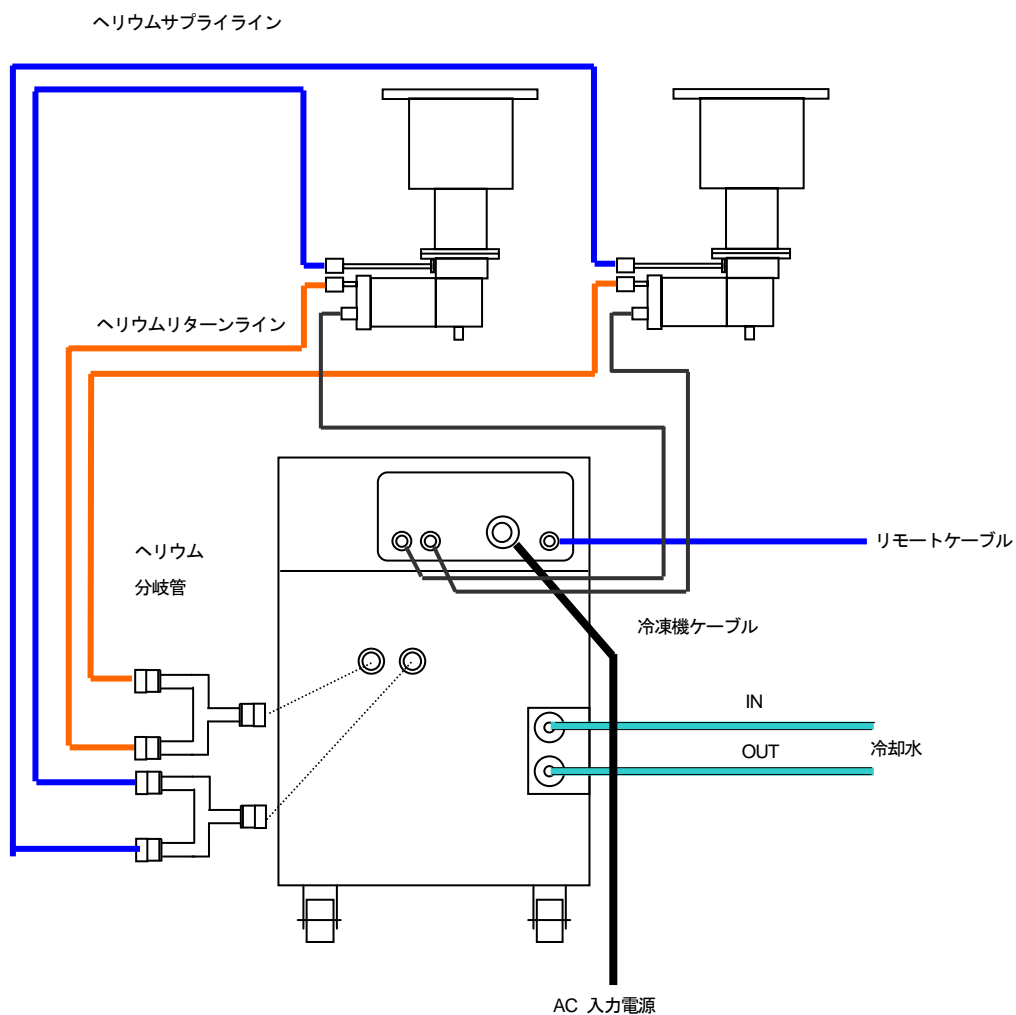 ヘリウムサプライライン
ヘリウムリターンライン
ヘリウム
分岐管
リモートケーブル
冷凍機ケーブル
IN
OUT
冷却水
AC 入力電源